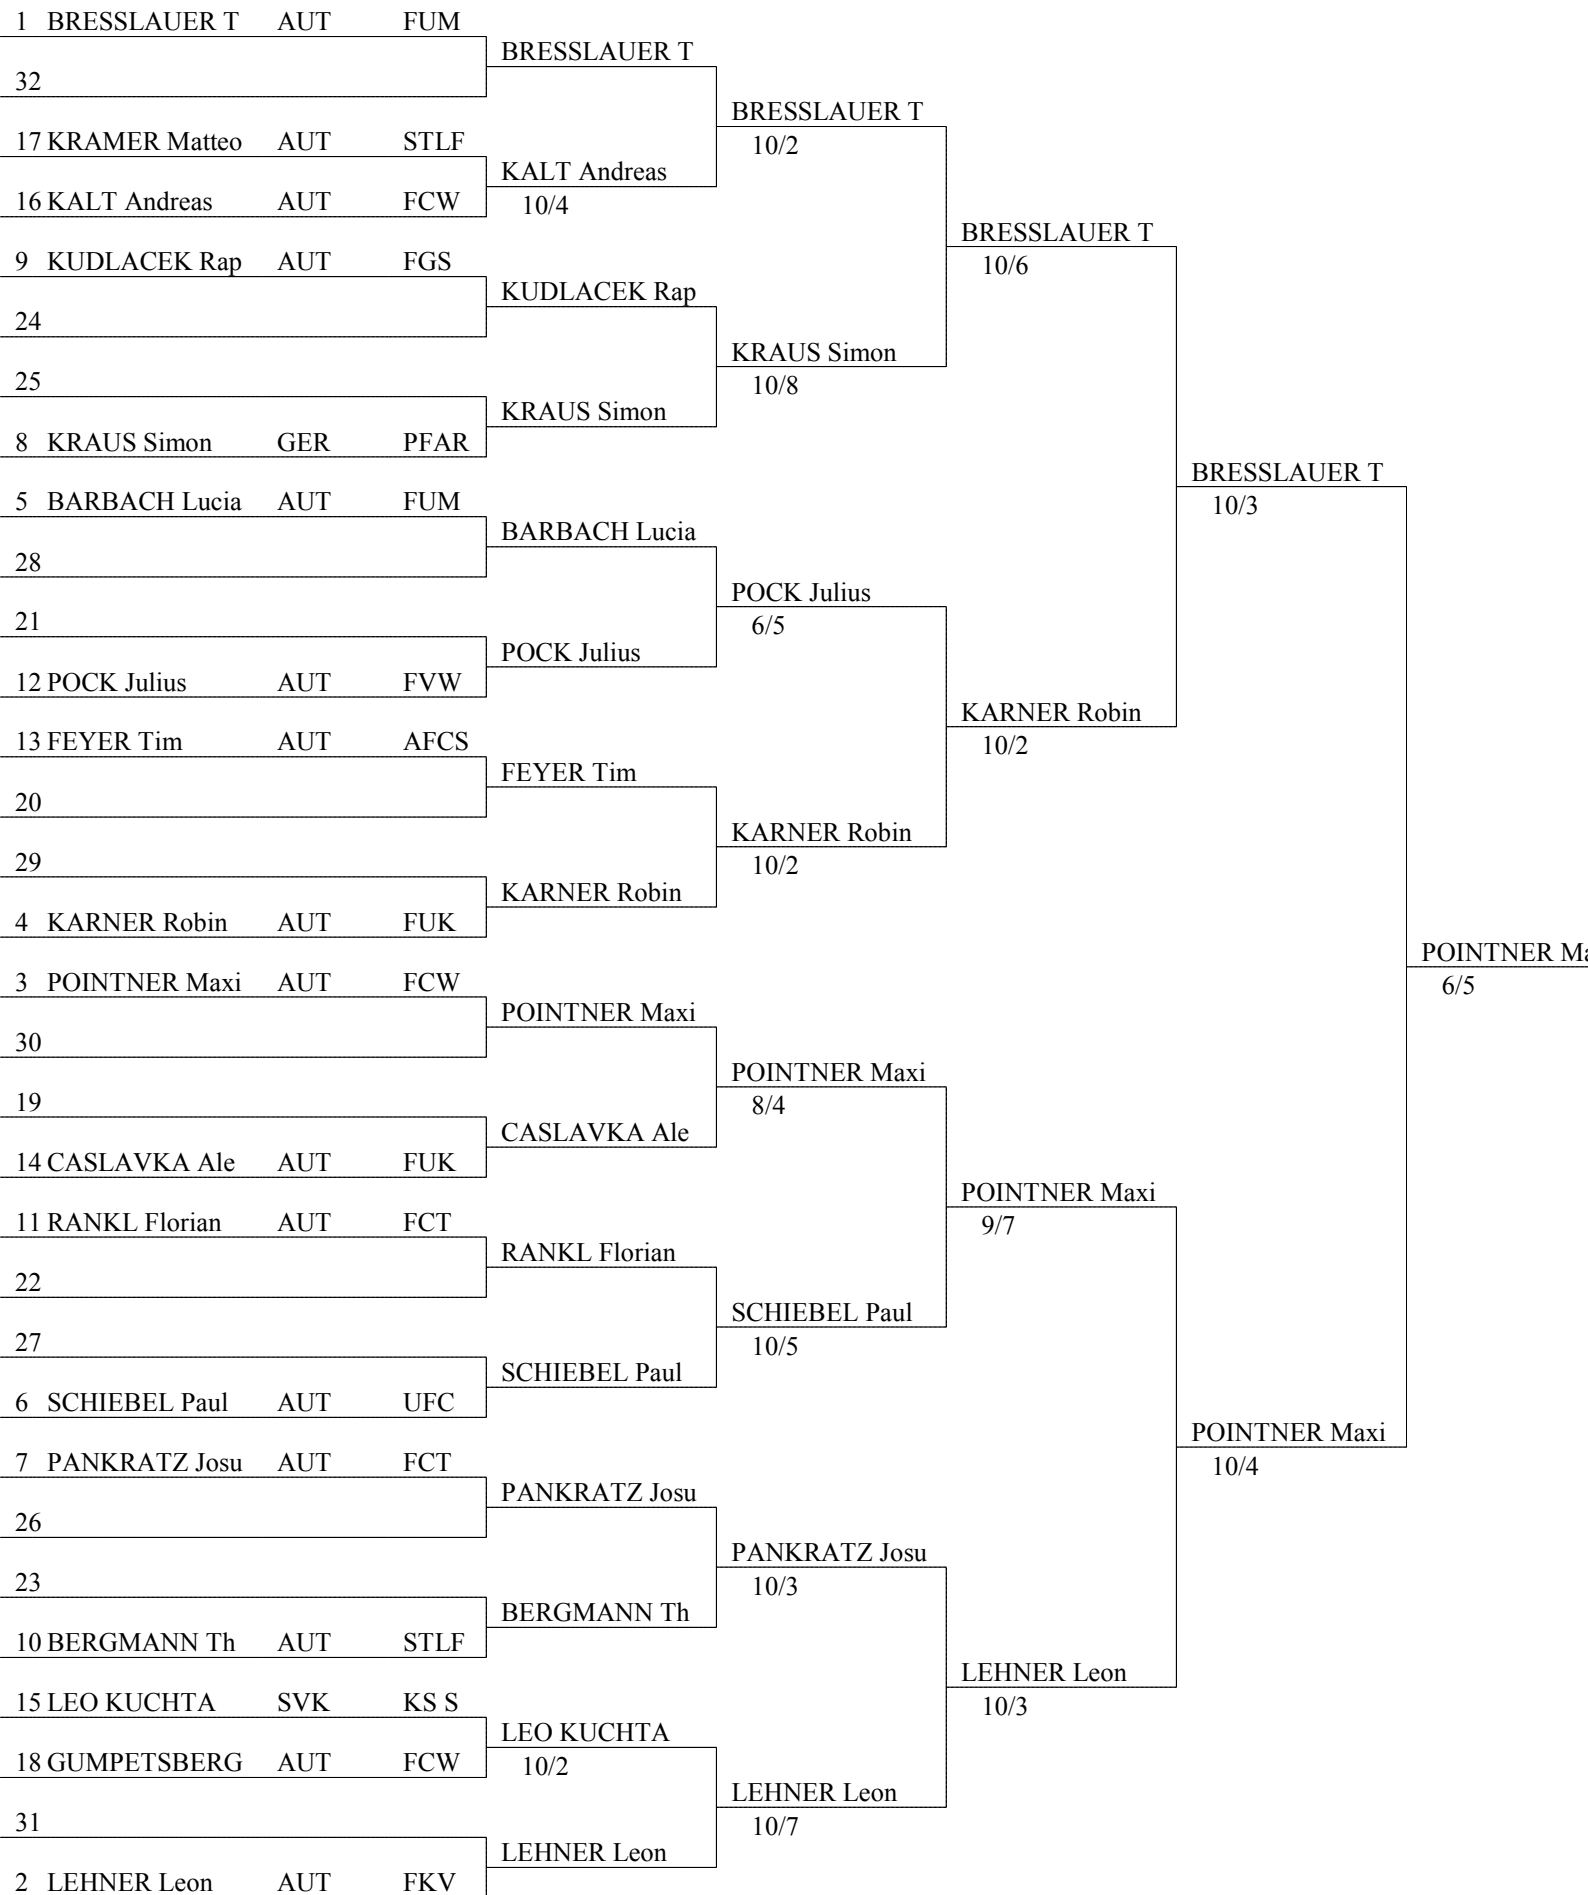 1 BRESSLAUER T AUT FUM
BRESSLAUER T
32
BRESSLAUER T
10/2
17 KRAMER Matteo AUT STLF
KALT Andreas
10/4
16 KALT Andreas AUT FCW
BRESSLAUER T
10/6
9 KUDLACEK Rap AUT FGS
KUDLACEK Rap
24
KRAUS Simon
10/8
25
KRAUS Simon
8 KRAUS Simon GER PFAR
BRESSLAUER T
10/3
5 BARBACH Lucia AUT FUM
BARBACH Lucia
28
POCK Julius
6/5
21
POCK Julius
12 POCK Julius AUT FVW
KARNER Robin
10/2
13 FEYER Tim AUT AFCS
FEYER Tim
20
KARNER Robin
10/2
29
KARNER Robin
4 KARNER Robin AUT FUK
POINTNER Ma
6/5
3 POINTNER Maxi AUT FCW
POINTNER Maxi
30
POINTNER Maxi
8/4
19
CASLAVKA Ale
14 CASLAVKA Ale AUT FUK
POINTNER Maxi
9/7
11 RANKL Florian AUT FCT
RANKL Florian
22
SCHIEBEL Paul
10/5
27
SCHIEBEL Paul
6 SCHIEBEL Paul AUT UFC
POINTNER Maxi
10/4
7 PANKRATZ Josu AUT FCT
PANKRATZ Josu
26
PANKRATZ Josu
10/3
23
BERGMANN Th
10 BERGMANN Th AUT STLF
LEHNER Leon
10/3
15 LEO KUCHTA SVK KS S
LEO KUCHTA
10/2
18 GUMPETSBERG AUT FCW
LEHNER Leon
10/7
31
LEHNER Leon
2 LEHNER Leon AUT FKV